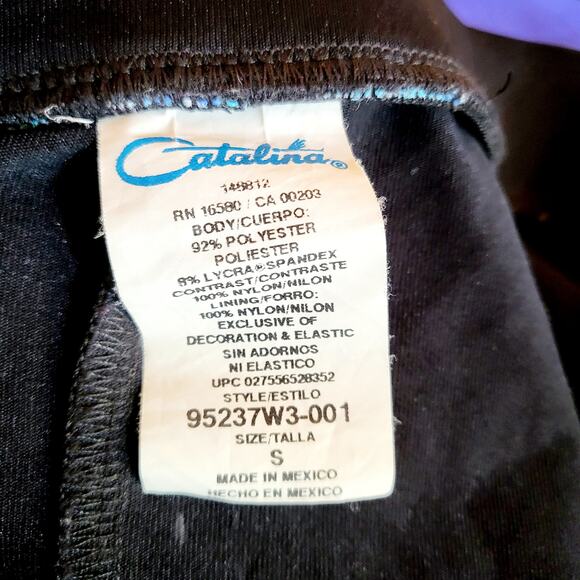 Catalina®
148812
RN 16580 / CA 00203
BODY/CUERPO:
92% POLYESTER
POLIESTER
8% LYCRA® SPANDEX
CONTRAST/CONTRASTE
100% NYLON/NILON
LINING/FORRO:
100% NYLON/NILON
EXCLUSIVE OF
DECORATION & ELASTIC
SIN ADORNOS
NI ELASTICO
UPC 027556528352
STYLE/ESTILO
95237W3-001
SIZE/TALLA
S
MADE IN MEXICO
HECHO EN MEXICO